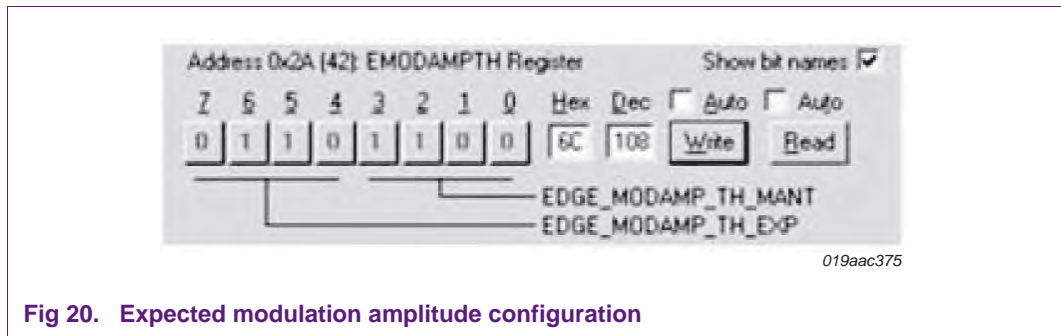 Address 0x2A (42): EMODAMPTH Register Show bit names
7 6 5 4 3 2 1 0 Hex Dec Auto Auto
0 1 1 0 1 1 0 0 6C 108 Write Read
EDGE_MODAMP_TH_MANT
EDGE_MODAMP_TH_EXP
019aac375
Fig 20. Expected modulation amplitude configuration